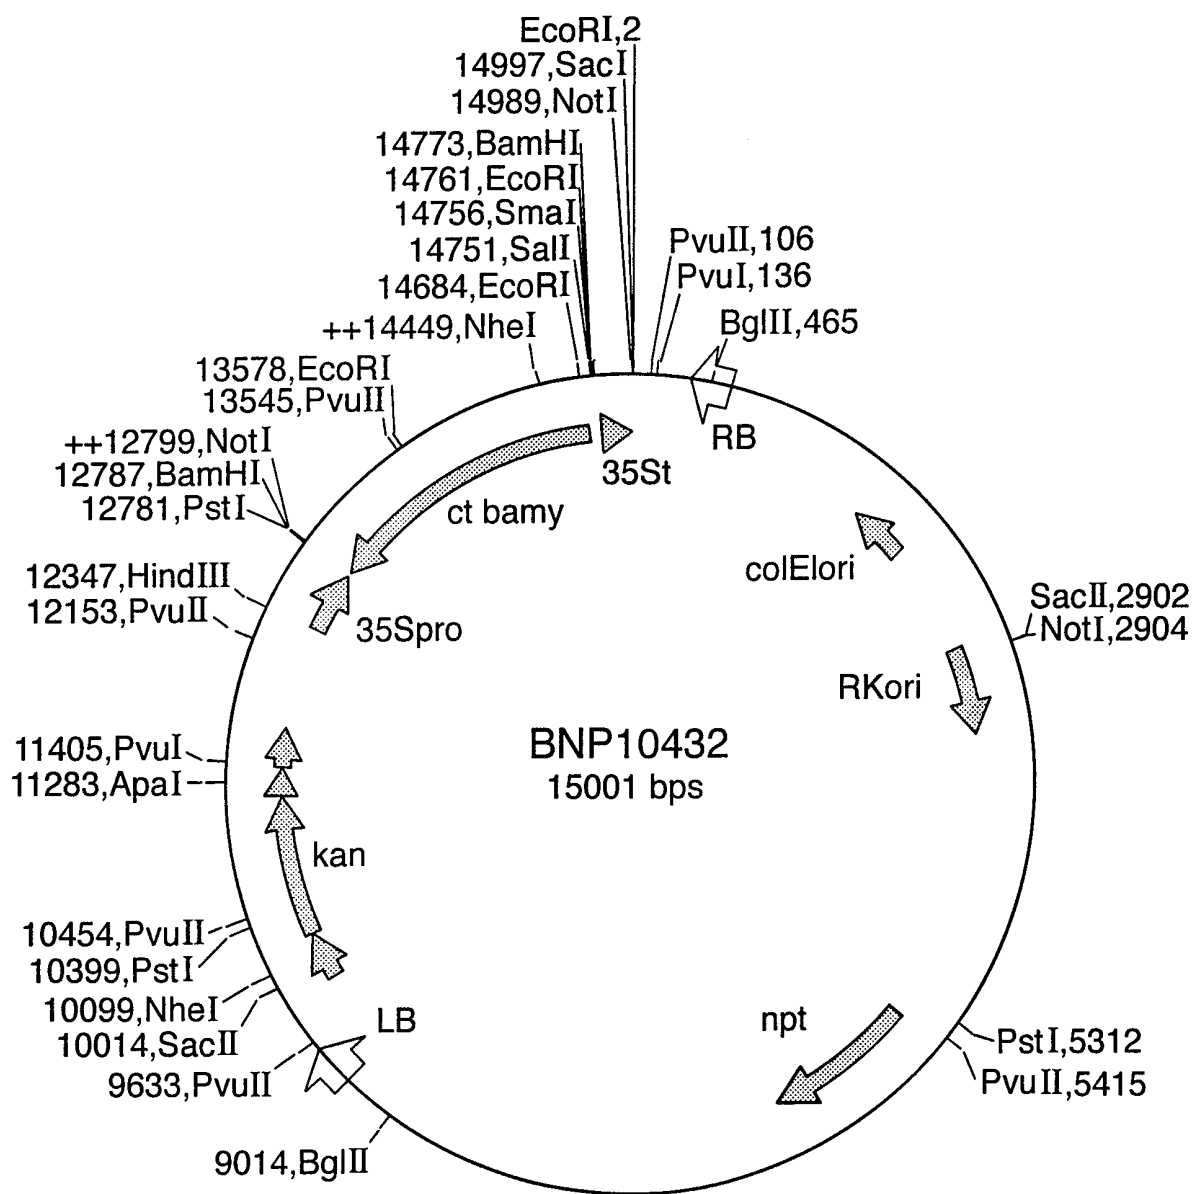 EcoRI,2
14997,SacI
14989,NotI
14773,BamHI
14761,EcoRI
14756,SmaI
14751,SalI
14684,EcoRI
++14449,NheI
13578,EcoRI
13545,PvuII
++12799,NotI
12787,BamHI
12781,PstI
12347,HindIII
12153,PvuII
11405,PvuI
11283,ApaI
10454,PvuII
10399,PstI
10099,NheI
10014,SacII
9633,PvuII
9014,BglII
PvuII,106
PvuI,136
BglII,465
RB
35St
ct bamy
35Spro
colElori
SacII,2902
NotI,2904
RKori
BNP10432
15001 bps
kan
LB
npt
PstI,5312
PvuII,5415